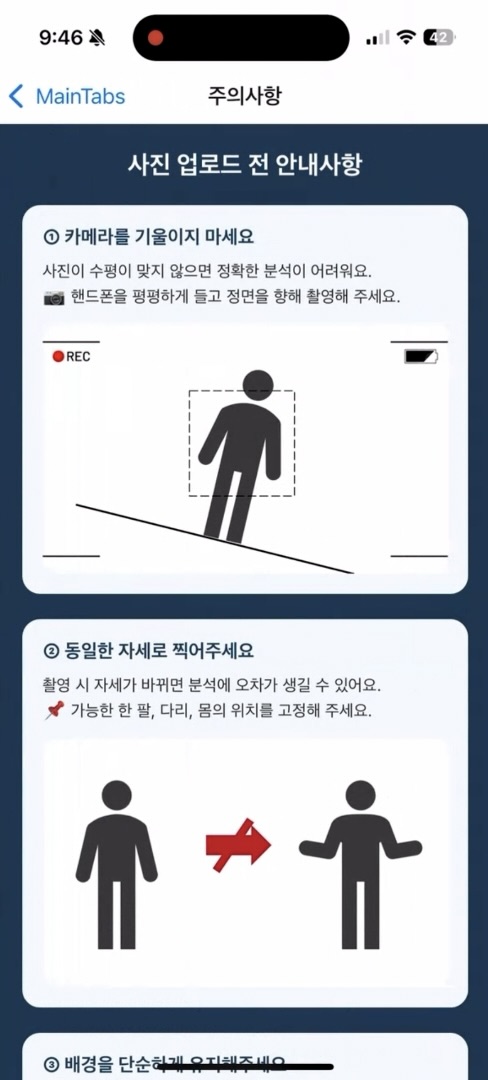 9:46
42
MainTabs
주의사항
사진 업로드 전 안내사항
① 카메라를 기울이지 마세요
사진이 수평이 맞지 않으면 정확한 분석이 어려워요.
📷 핸드폰을 평평하게 들고 정면을 향해 촬영해 주세요.
REC
② 동일한 자세로 찍어주세요
촬영 시 자세가 바뀌면 분석에 오차가 생길 수 있어요.
📌 가능한 한 팔, 다리, 몸의 위치를 고정해 주세요.
③ 배경을 단순하게 유지해주세요